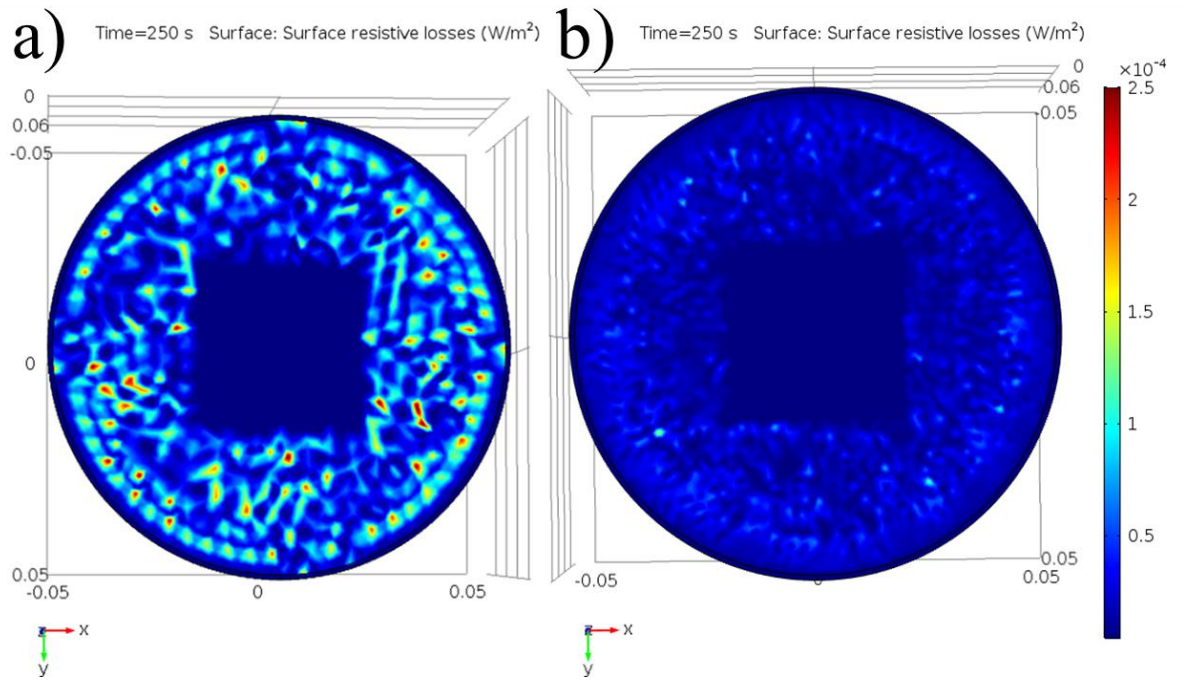 a)
Time=250 s Surface: Surface resistive losses (W/m²)
0
0.06
-0.05
0
0.05
-0.05
0
0.05
x
y
z
b)
Time=250 s Surface: Surface resistive losses (W/m²)
0
0.06
-0.05
0.05
-0.05
0
0.05
x
y
z
×10⁻⁴
2.5
2
1.5
1
0.5